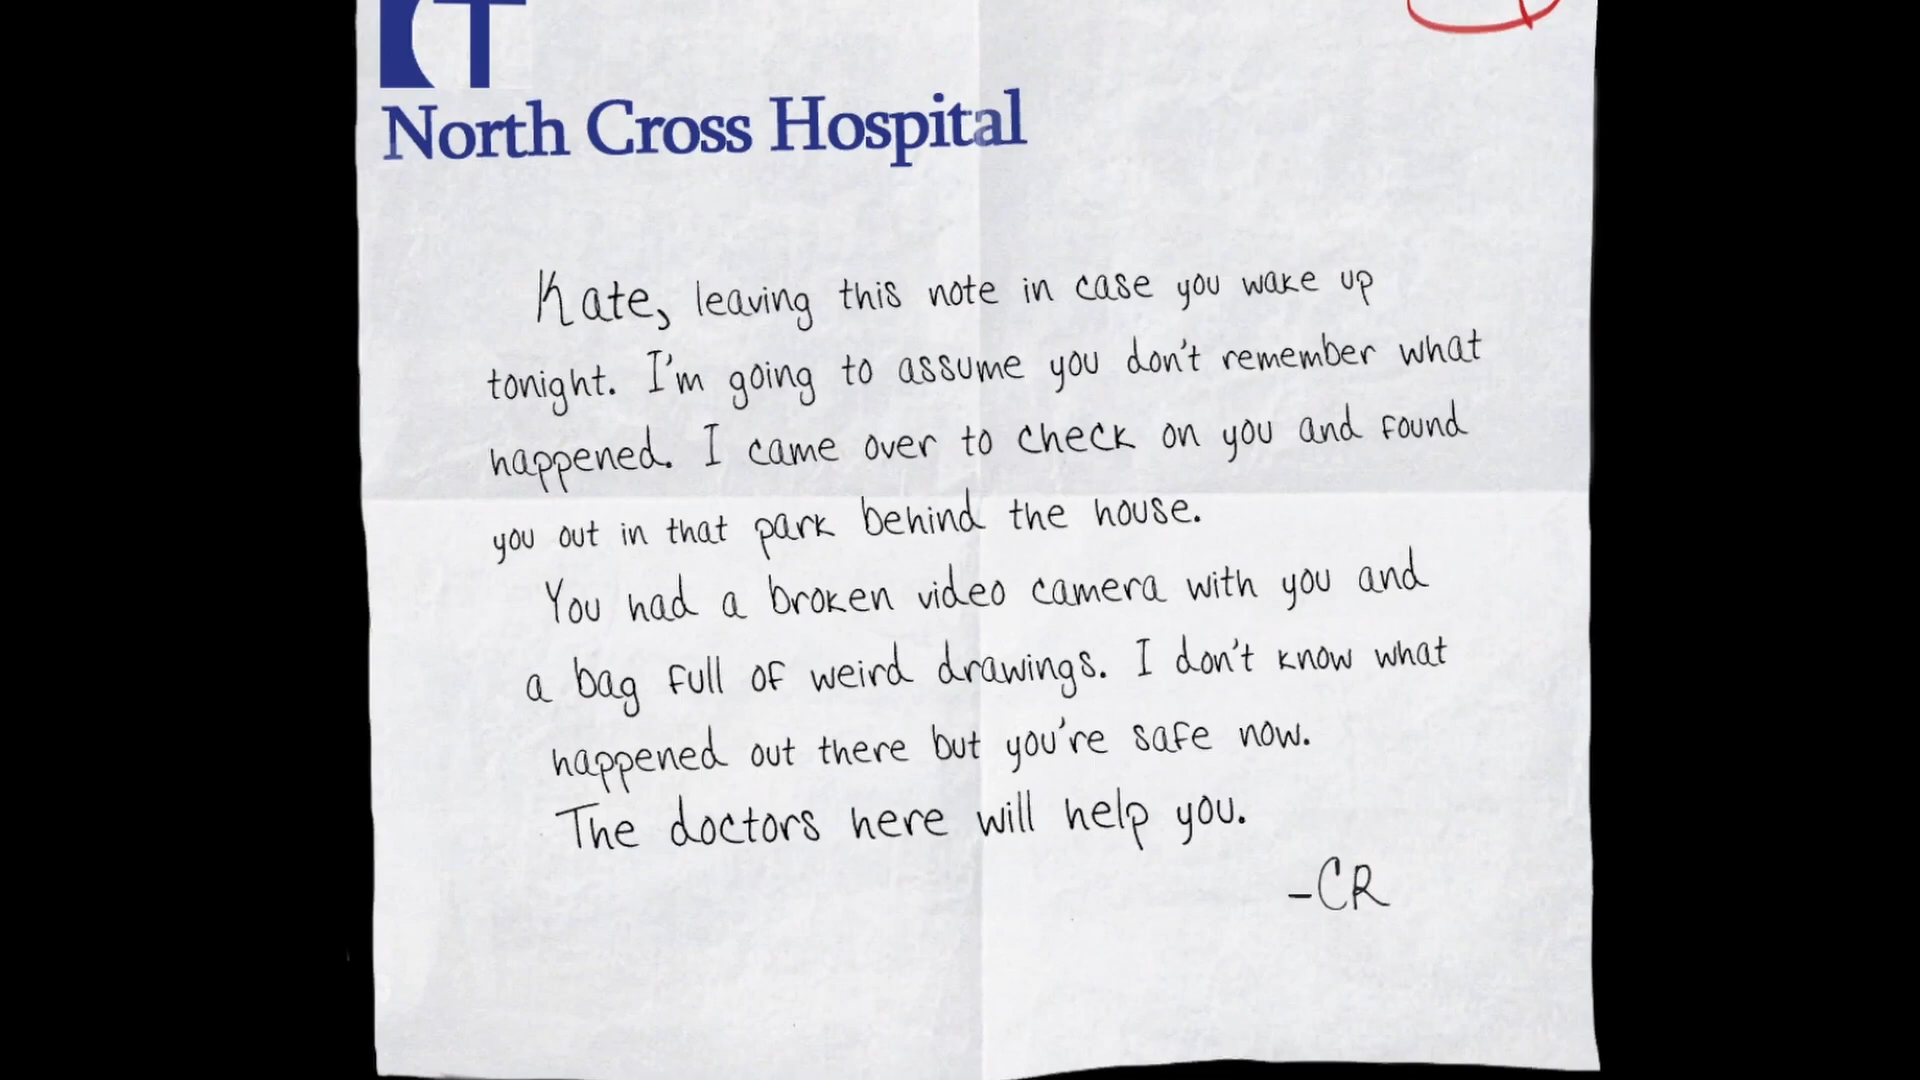 North Cross Hospital
Kate, leaving this note in case you wake up
tonight. I'm going to assume you don't remember what
happened. I came over to check on you and found
you out in that park behind the house.
You had a broken video camera with you and
a bag full of weird drawings. I don't know what
happened out there but you're safe now.
The doctors here will help you.
-CR